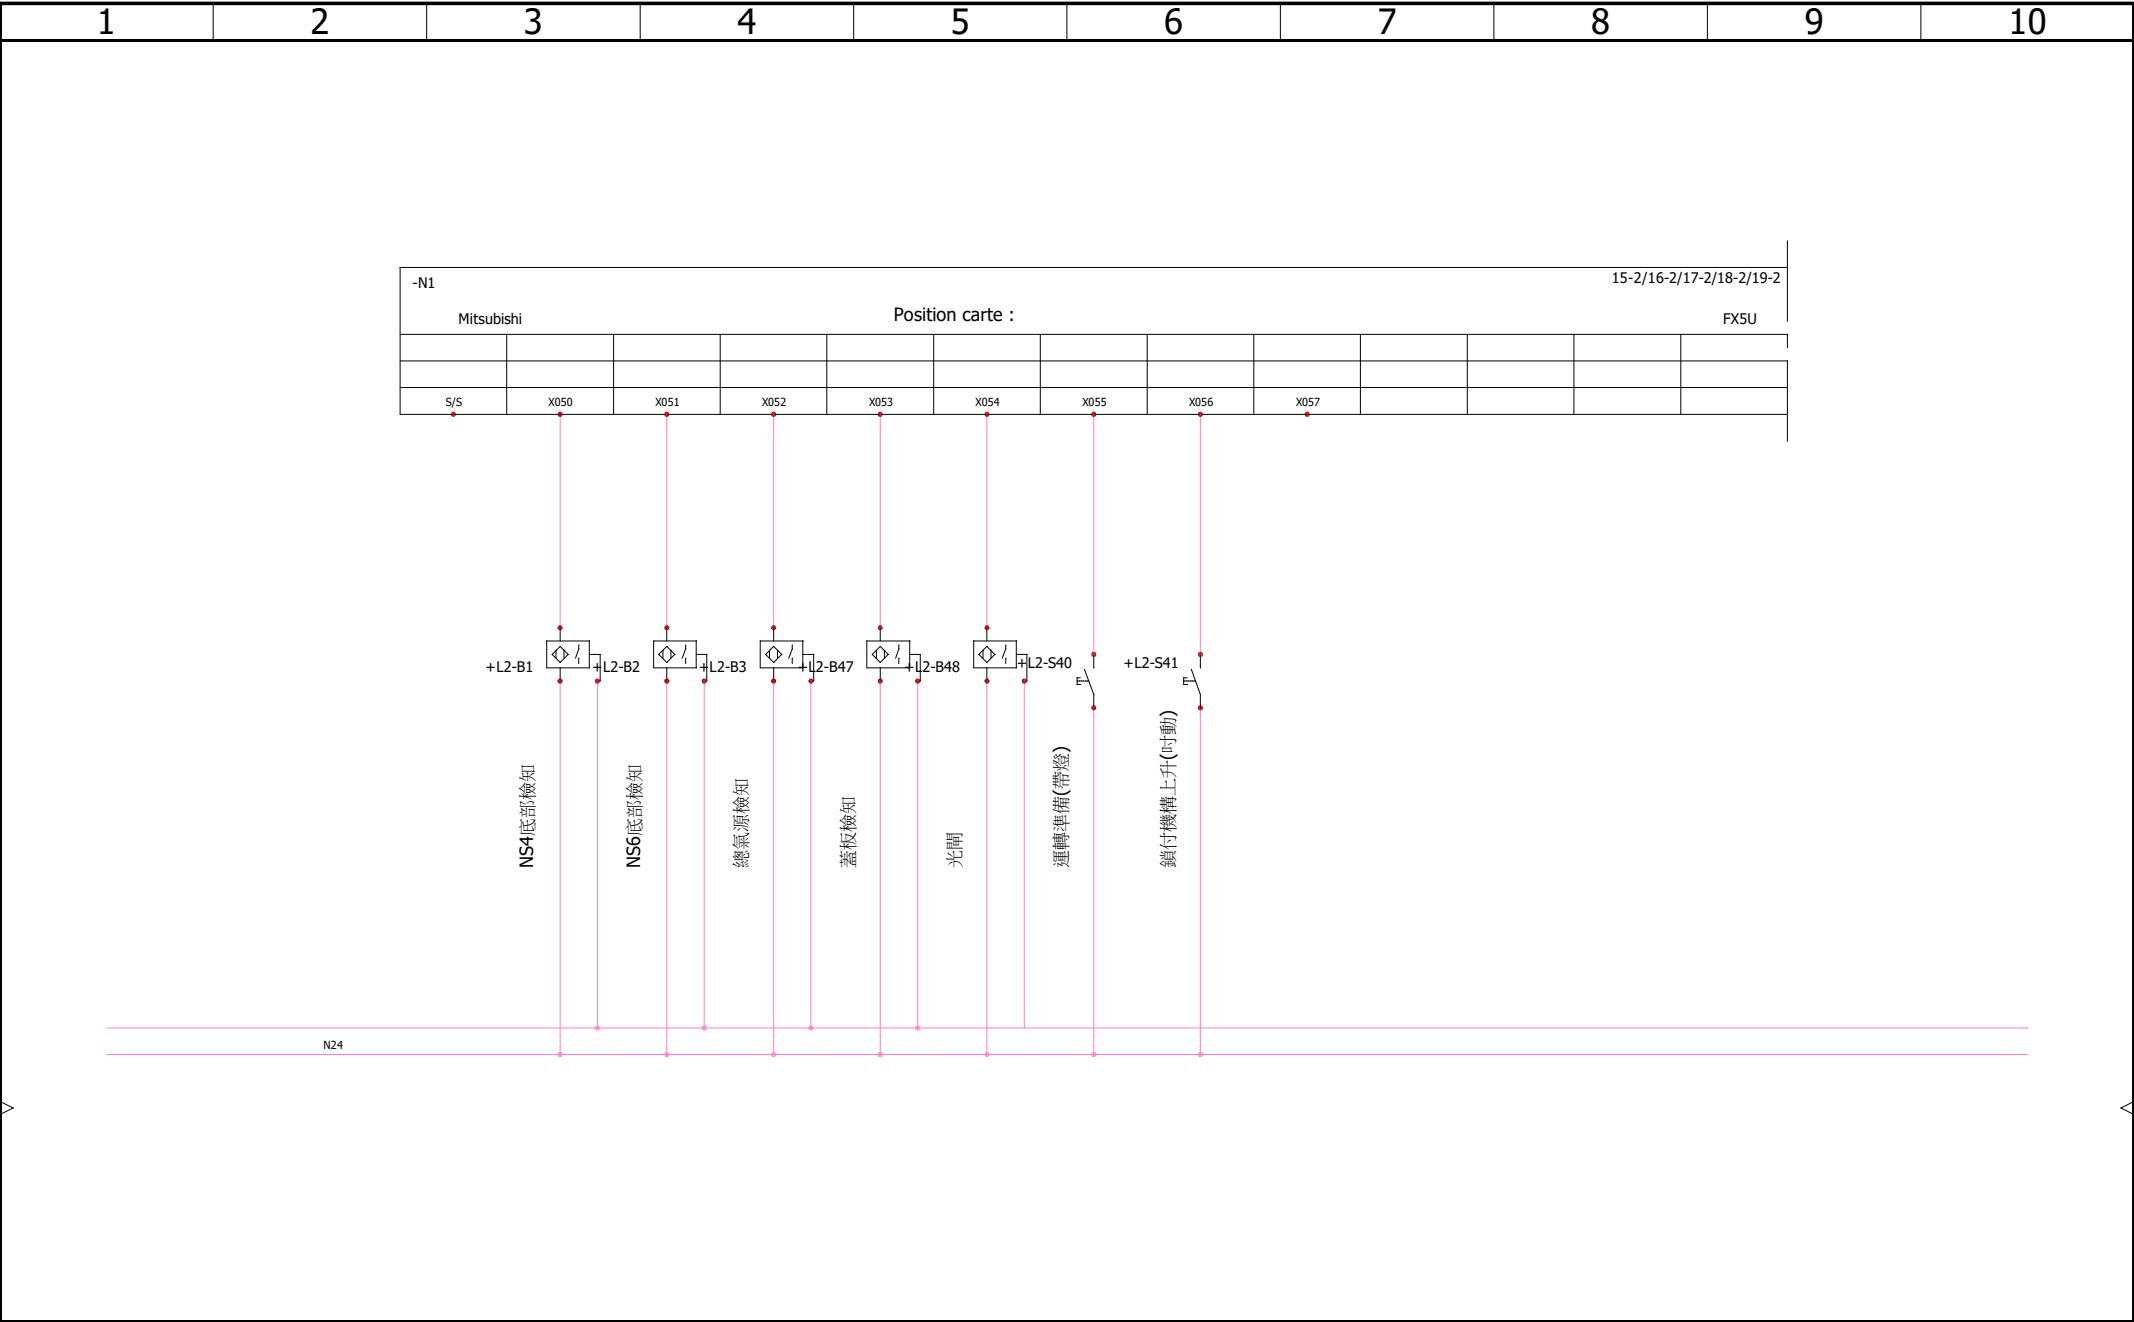 1 2 3 4 5 6 7 8 9 10
-N1 15-2/16-2/17-2/18-2/19-2
Mitsubishi Position carte : FX5U
S/S X050 X051 X052 X053 X054 X055 X056 X057
+L2-B1 +L2-B2 +L2-B3 +L2-B47 +L2-B48 +L2-S40 +L2-S41
NS4底部檢知
NS6底部檢知
總氣源檢知
蓋板檢知
光閘
運轉準備(帶燈)
鎖付機構上升(吋動)
N24